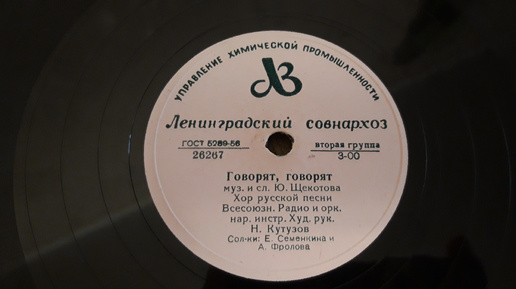 УПРАВЛЕНИЕ ХИМИЧЕСКОЙ ПРОМЫШЛЕННОСТИ
АЗ
Ленинградский совнархоз
ГОСТ 5289-56 вторая группа
26267 3-00
Говорят, говорят
муз. и сл. Ю. Щекотова
Хор русской песни
Всесоюзн. Радио и орк.
нар. инстр. Худ. рук.
Н. Кутузов
Сол-ки: Е. Семенкина и
А. Фролова